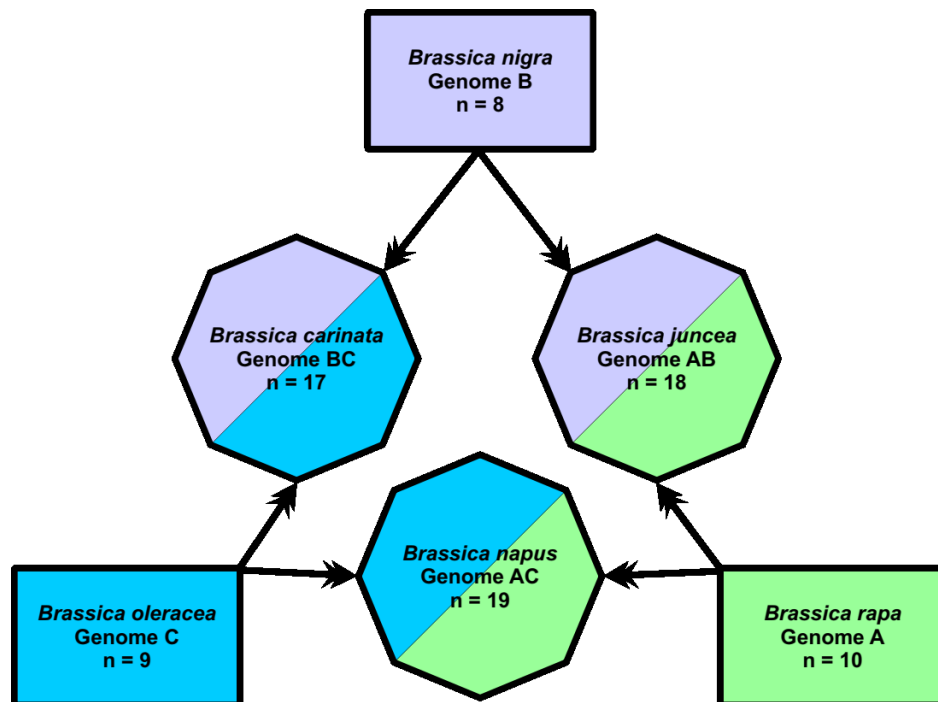 Brassica nigra
Genome B
n = 8
Brassica carinata
Genome BC
n = 17
Brassica juncea
Genome AB
n = 18
Brassica napus
Genome AC
n = 19
Brassica oleracea
Genome C
n = 9
Brassica rapa
Genome A
n = 10